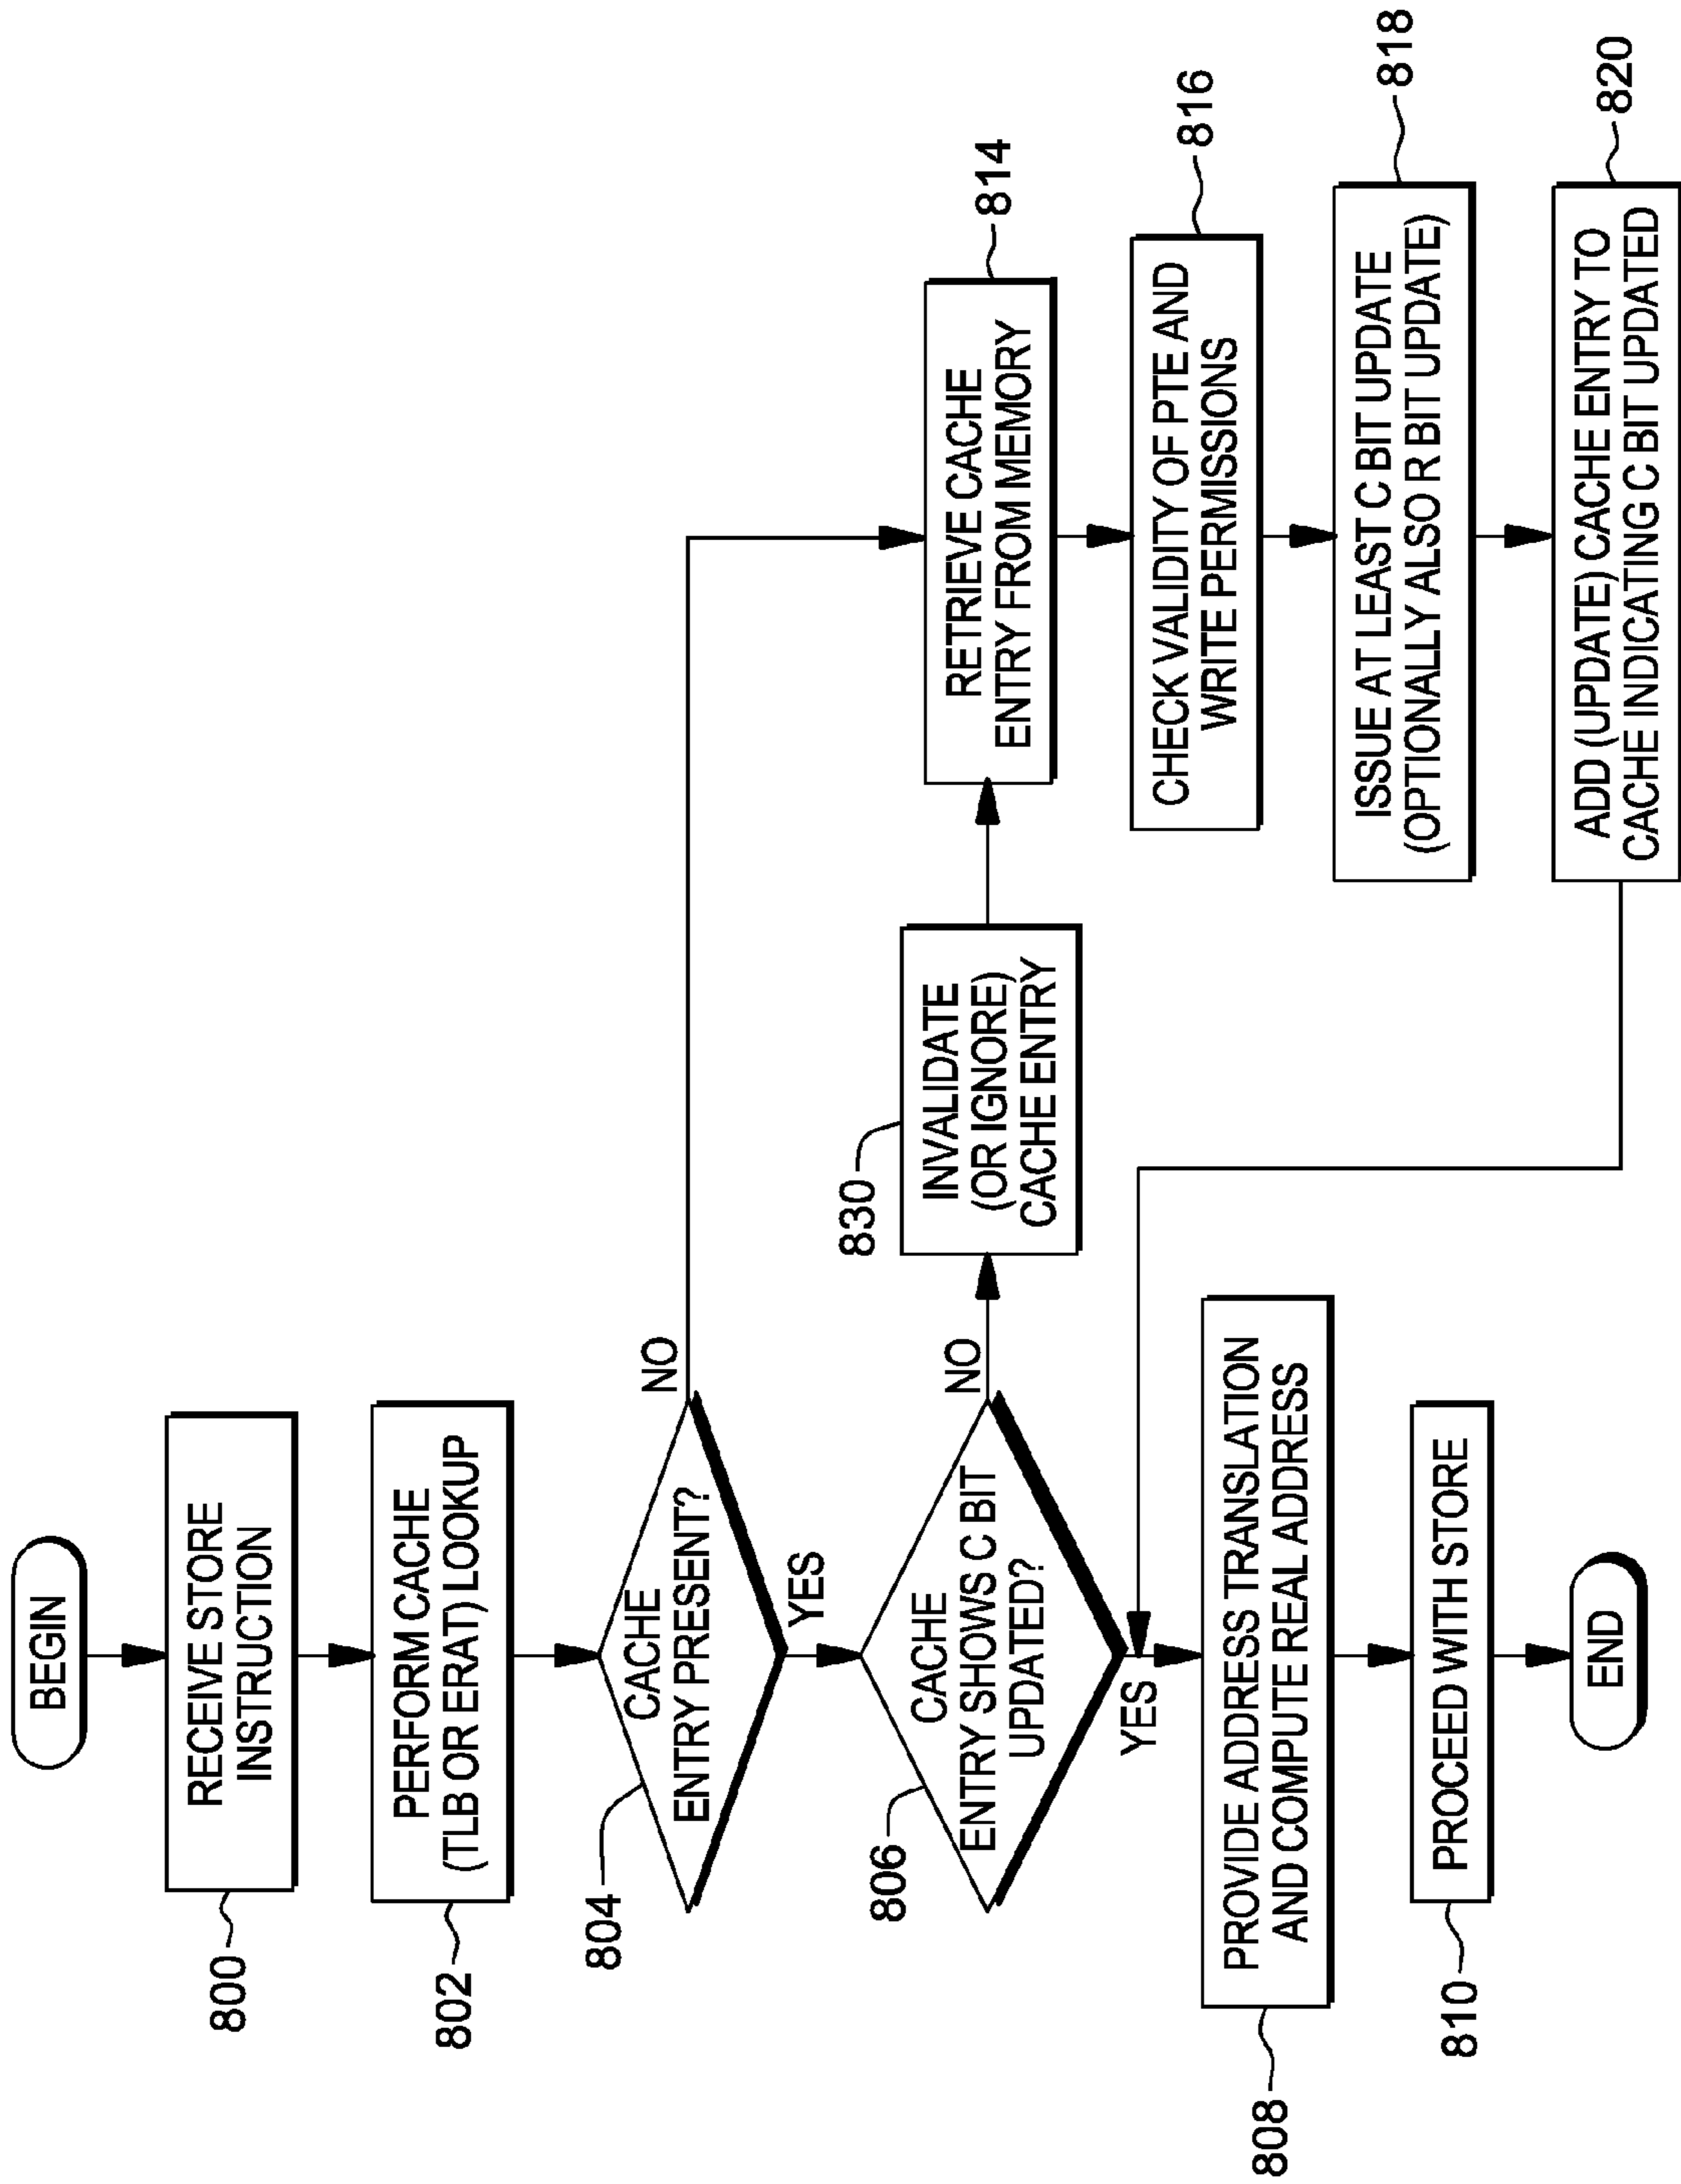 BEGIN
RECEIVE STORE
INSTRUCTION
800
PERFORM CACHE
(TLB OR ERAT) LOOKUP
802
CACHE
ENTRY PRESENT?
804
NO
YES
CACHE
ENTRY SHOWS C BIT
UPDATED?
806
NO
YES
INVALIDATE
(OR IGNORE)
CACHE ENTRY
830
RETRIEVE CACHE
ENTRY FROM MEMORY
814
CHECK VALIDITY OF PTE AND
WRITE PERMISSIONS
816
ISSUE AT LEAST C BIT UPDATE
(OPTIONALLY ALSO R BIT UPDATE)
818
ADD (UPDATE) CACHE ENTRY TO
CACHE INDICATING C BIT UPDATED
820
PROVIDE ADDRESS TRANSLATION
AND COMPUTE REAL ADDRESS
808
PROCEED WITH STORE
810
END